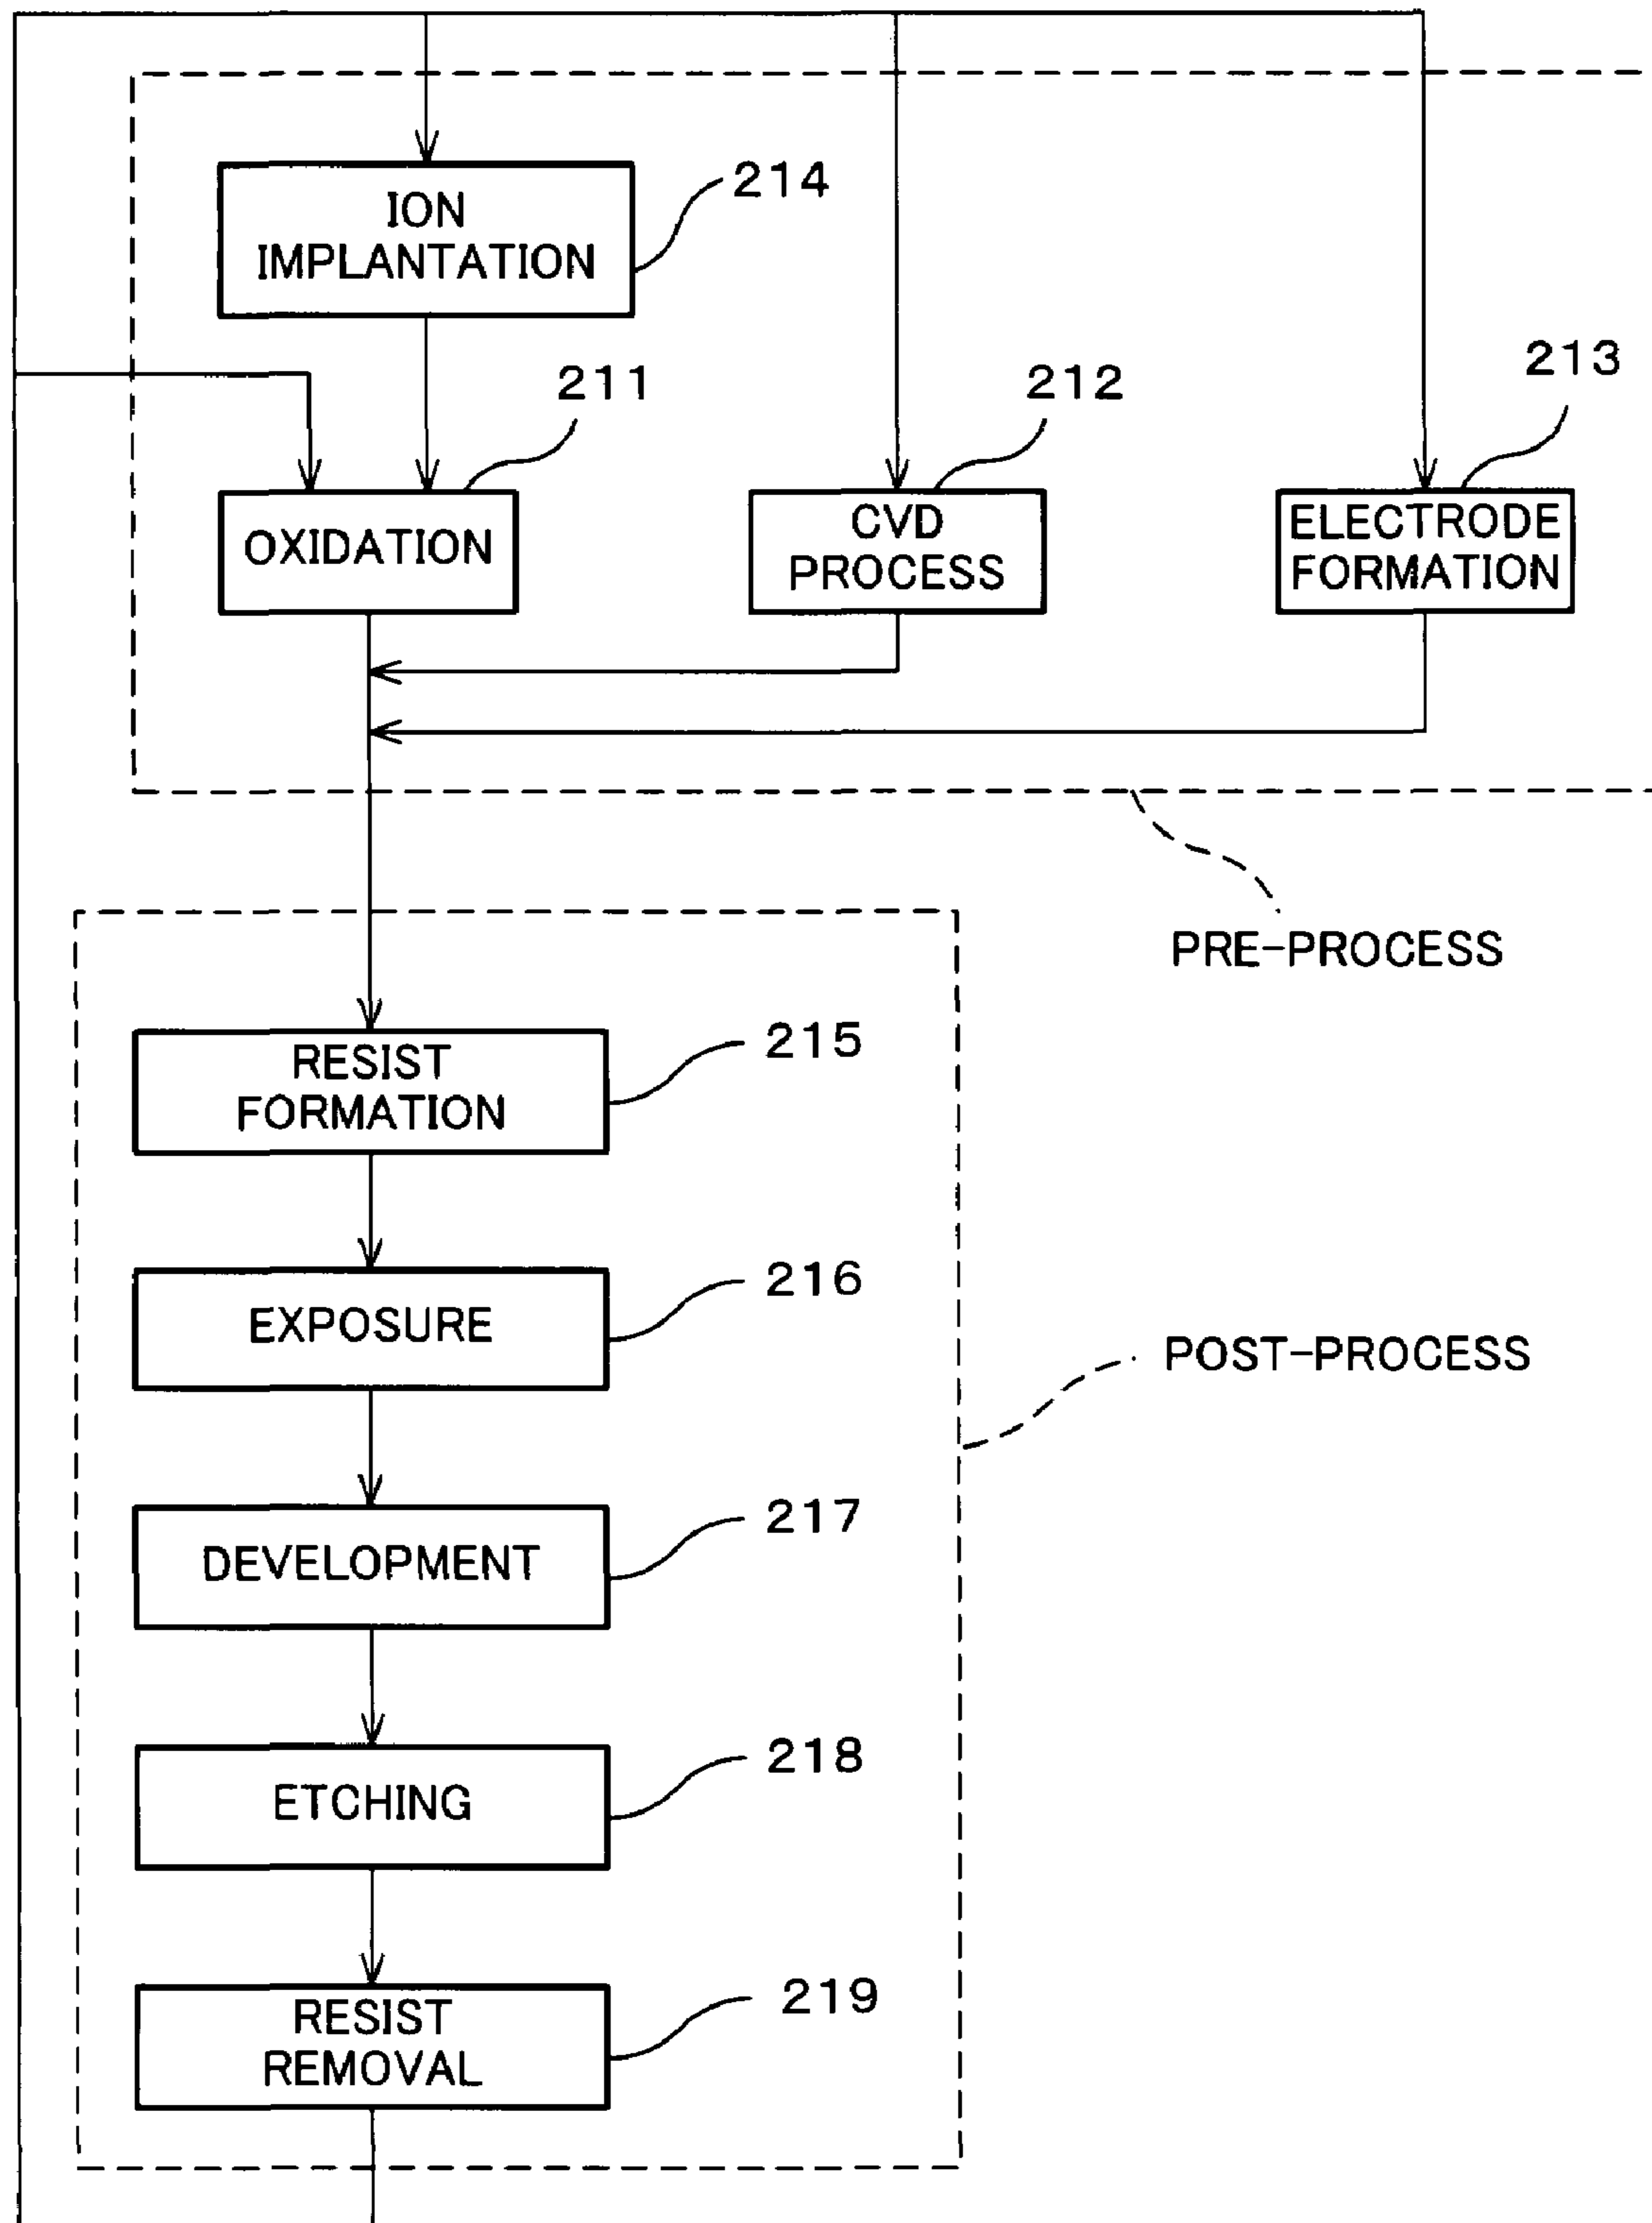 ION
IMPLANTATION
214
211
212
213
OXIDATION
CVD
PROCESS
ELECTRODE
FORMATION
PRE-PROCESS
RESIST
FORMATION
215
EXPOSURE
216
POST-PROCESS
DEVELOPMENT
217
ETCHING
218
RESIST
REMOVAL
219